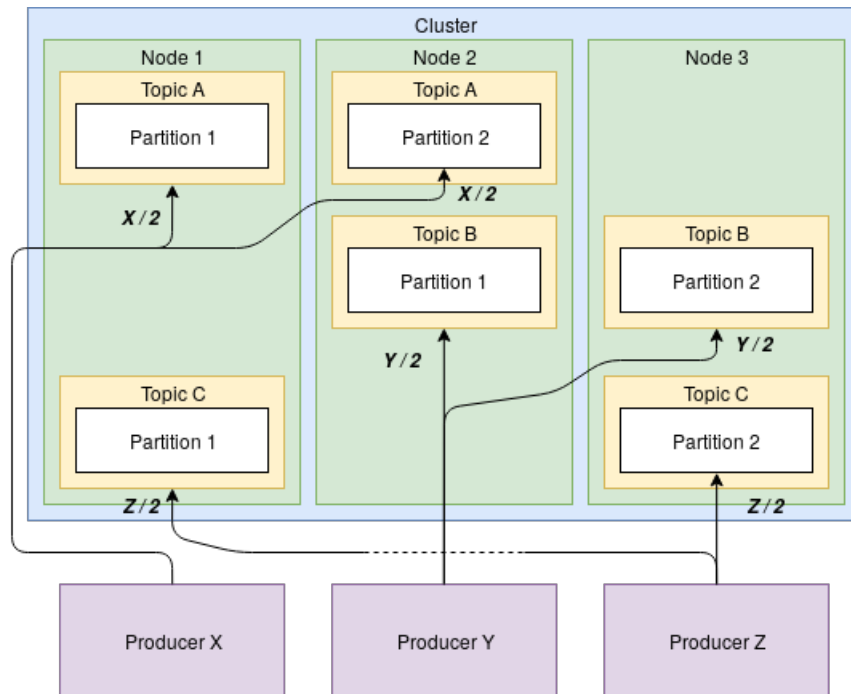 Cluster
Node 1
Node 2
Node 3
Topic A
Partition 1
Topic A
Partition 2
X / 2
X / 2
Topic B
Partition 1
Topic B
Partition 2
Y / 2
Y / 2
Topic C
Partition 1
Topic C
Partition 2
Z / 2
Z / 2
Producer X
Producer Y
Producer Z